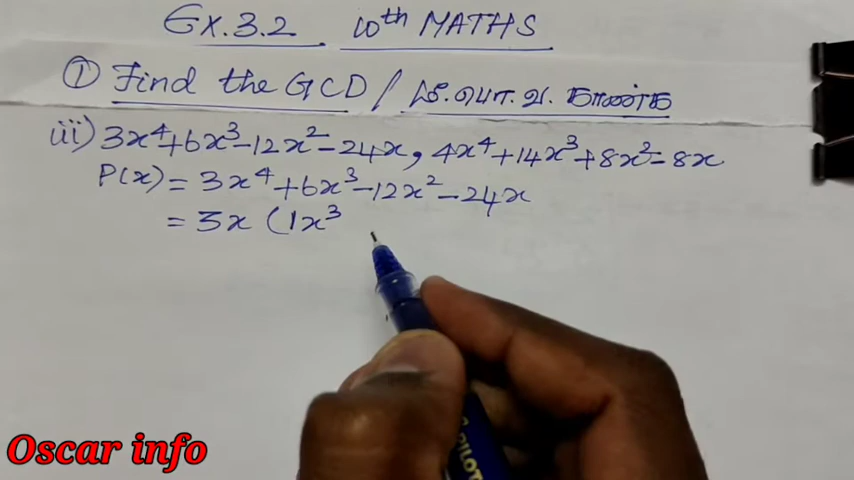 Ex.3.2 10th MATHS
① Find the GCD / மீ.பொ.வ. காண்க
iii) 3x⁴+6x³-12x²-24x, 4x⁴+14x³+8x²-8x
P(x) = 3x⁴+6x³-12x²-24x
= 3x (1x³
PILOT
Oscar info